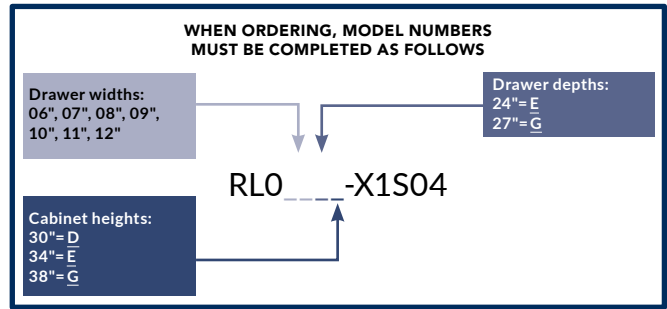 WHEN ORDERING, MODEL NUMBERS
MUST BE COMPLETED AS FOLLOWS
Drawer widths:
06", 07", 08", 09",
10", 11", 12"
Drawer depths:
24"= E
27"= G
RL0____-X1S04
Cabinet heights:
30"= D
34"= E
38"= G